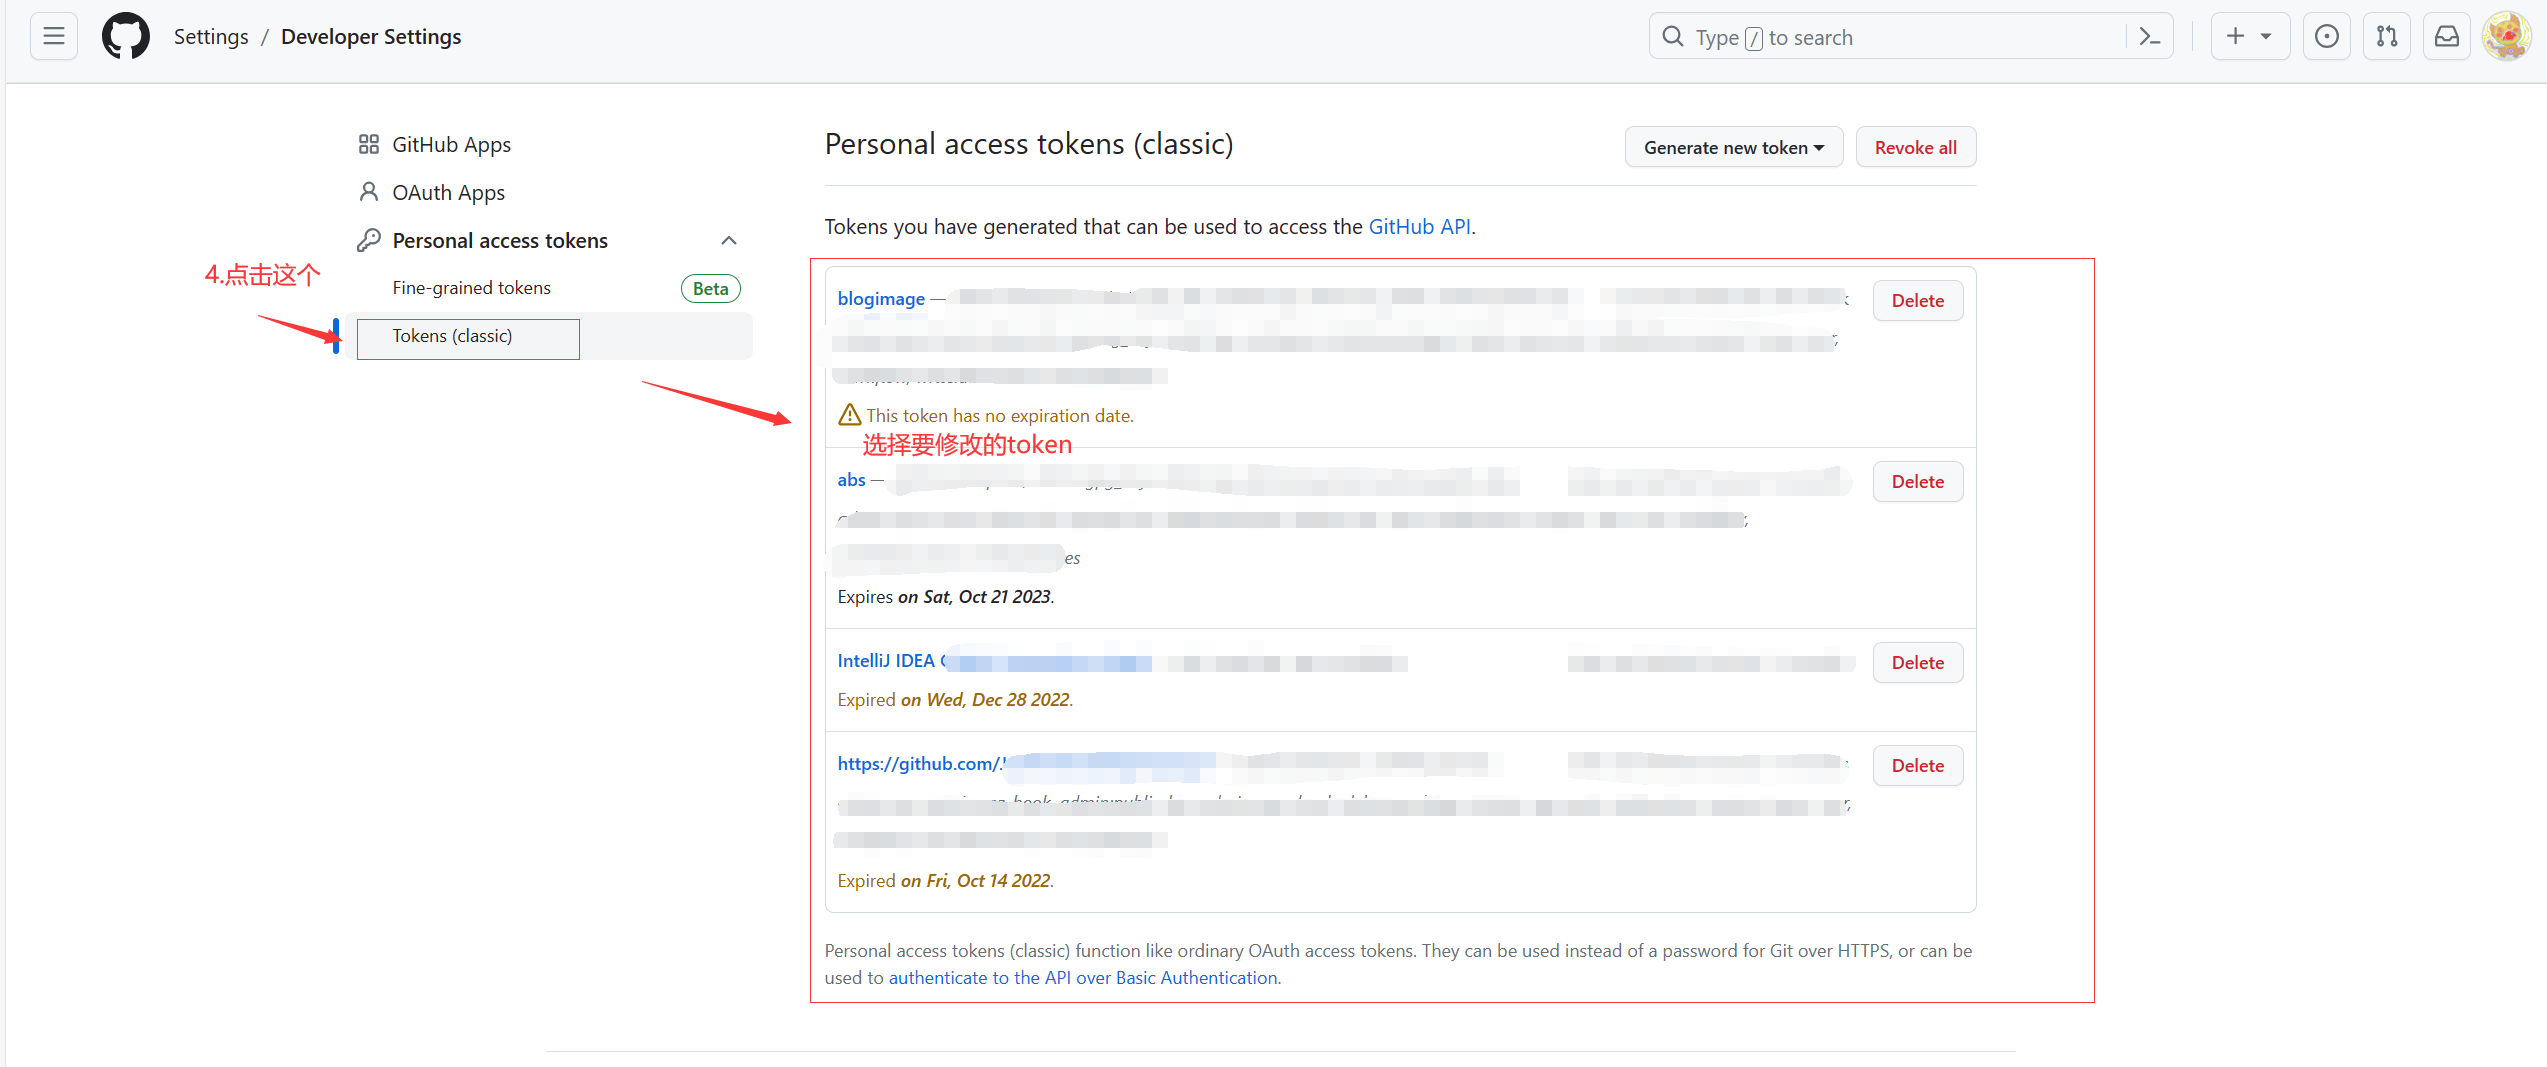 Settings / Developer Settings
Type / to search
GitHub Apps
OAuth Apps
Personal access tokens
4.点击这个
Fine-grained tokens Beta
Tokens (classic)
Personal access tokens (classic)
Generate new token
Revoke all
Tokens you have generated that can be used to access the GitHub API.
blogimage —
Delete
This token has no expiration date.
选择要修改的token
abs —
Delete
es
Expires on Sat, Oct 21 2023.
IntelliJ IDEA
Delete
Expired on Wed, Dec 28 2022.
https://github.com/
Delete
Expired on Fri, Oct 14 2022.
Personal access tokens (classic) function like ordinary OAuth access tokens. They can be used instead of a password for Git over HTTPS, or can be
used to authenticate to the API over Basic Authentication.